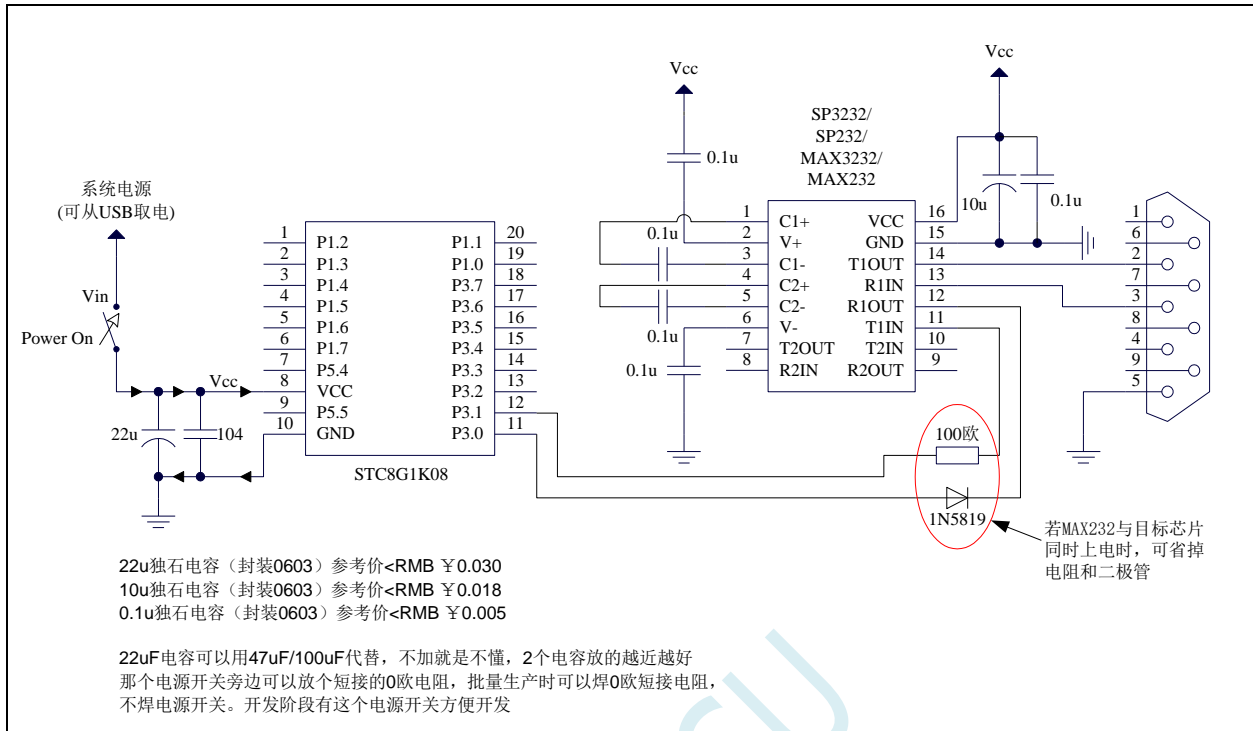 Vcc
Vcc
SP3232/
SP232/
MAX3232/
MAX232
0.1u
10u
0.1u
系统电源
(可从USB取电)
Vin
Power On
Vcc
22u
104
1 P1.2 P1.1 20
2 P1.3 P1.0 19
3 P1.4 P3.7 18
4 P1.5 P3.6 17
5 P1.6 P3.5 16
6 P1.7 P3.4 15
7 P5.4 P3.3 14
8 VCC P3.2 13
9 P5.5 P3.1 12
10 GND P3.0 11
STC8G1K08
0.1u
0.1u
0.1u
1 C1+ VCC 16
2 V+ GND 15
3 C1- T1OUT 14
4 C2+ R1IN 13
5 C2- R1OUT 12
6 V- T1IN 11
7 T2OUT T2IN 10
8 R2IN R2OUT 9
1
6
2
7
3
8
4
9
5
100欧
1N5819
若MAX232与目标芯片
同时上电时，可省掉
电阻和二极管
22u独石电容（封装0603）参考价<RMB ￥0.030
10u独石电容（封装0603）参考价<RMB ￥0.018
0.1u独石电容（封装0603）参考价<RMB ￥0.005
22uF电容可以用47uF/100uF代替，不加就是不懂，2个电容放的越近越好
那个电源开关旁边可以放个短接的0欧电阻，批量生产时可以焊0欧短接电阻，
不焊电源开关。开发阶段有这个电源开关方便开发